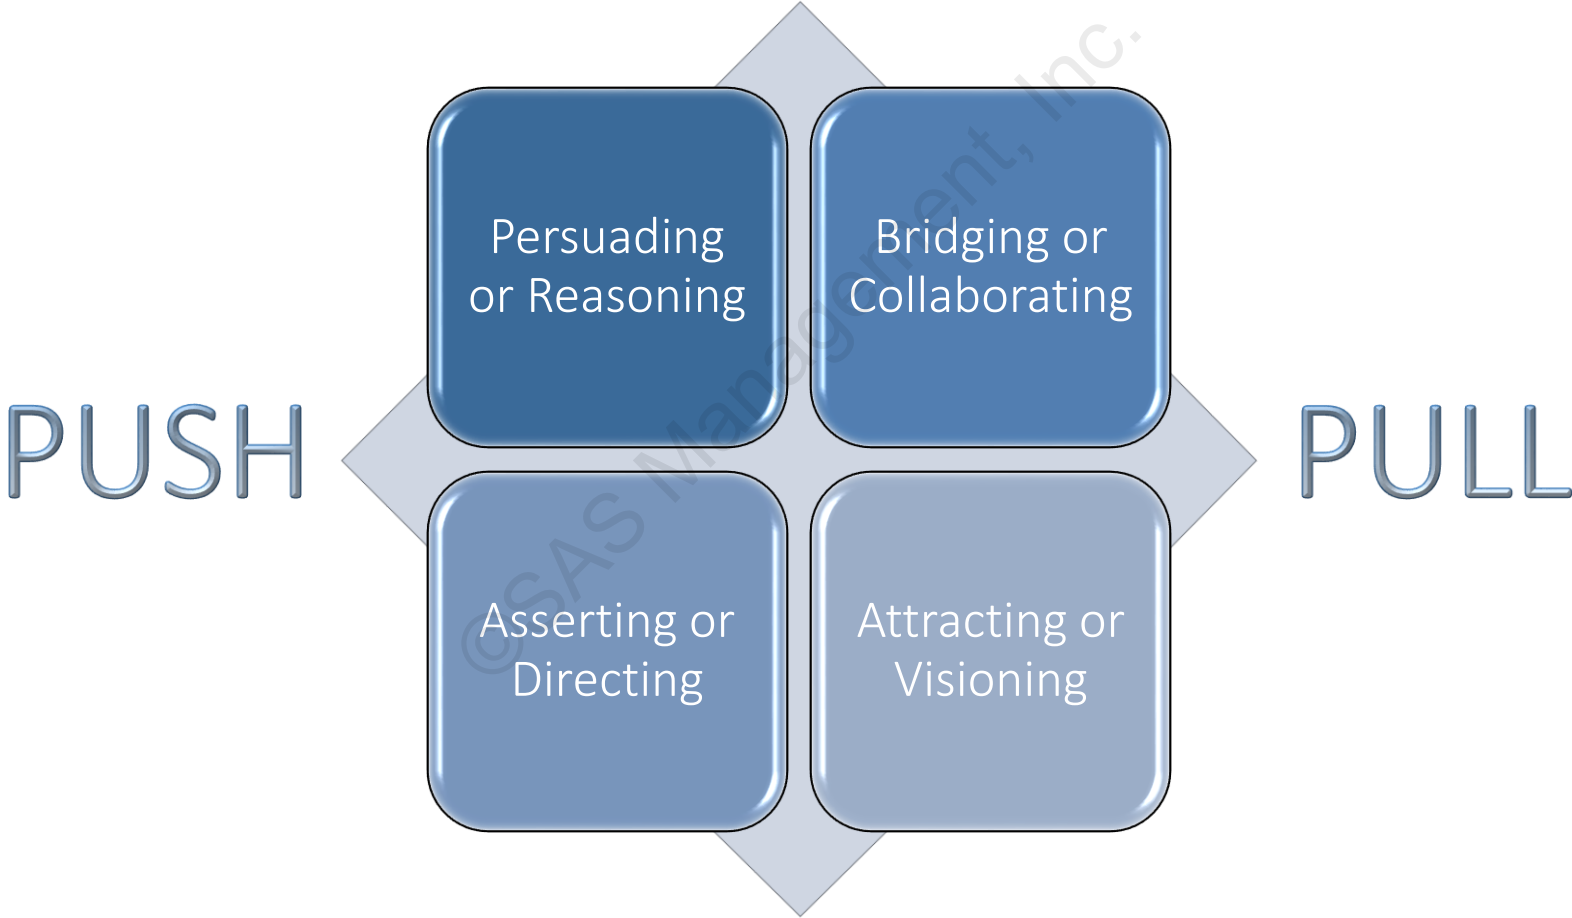 PUSH
Persuading
or Reasoning
Bridging or
Collaborating
Asserting or
Directing
Attracting or
Visioning
PULL
©SAS Management, Inc.